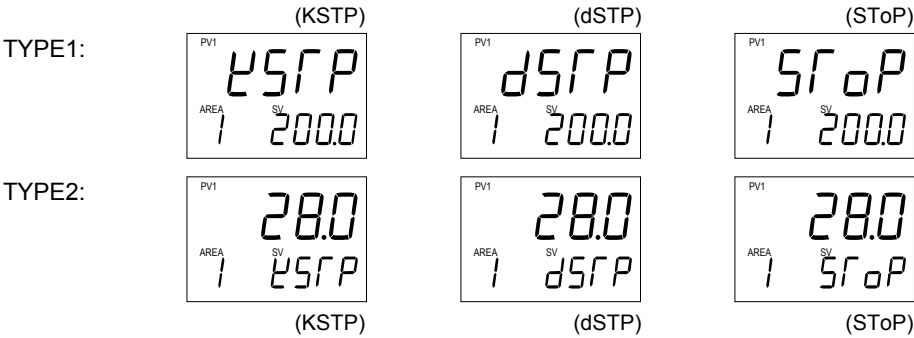 (KSTP) (dSTP) (SToP)
TYPE1:
PV1 PV1 PV1
KSTP dSTP SToP
AREA SV AREA SV AREA SV
1 200.0 1 200.0 1 200.0
TYPE2:
PV1 PV1 PV1
28.0 28.0 28.0
AREA SV AREA SV AREA SV
1 KSTP 1 dSTP 1 SToP
(KSTP) (dSTP) (SToP)